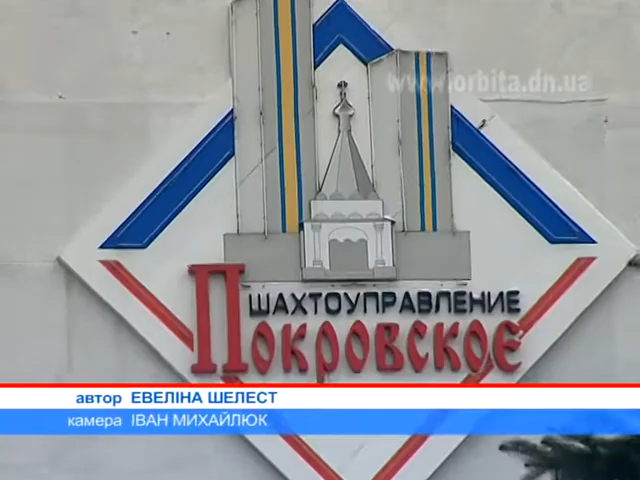 www.orbita.dn.ua
ШАХТОУПРАВЛЕНИЕ
Покровское
автор ЕВЕЛІНА ШЕЛЕСТ
камера ІВАН МИХАЙЛЮК